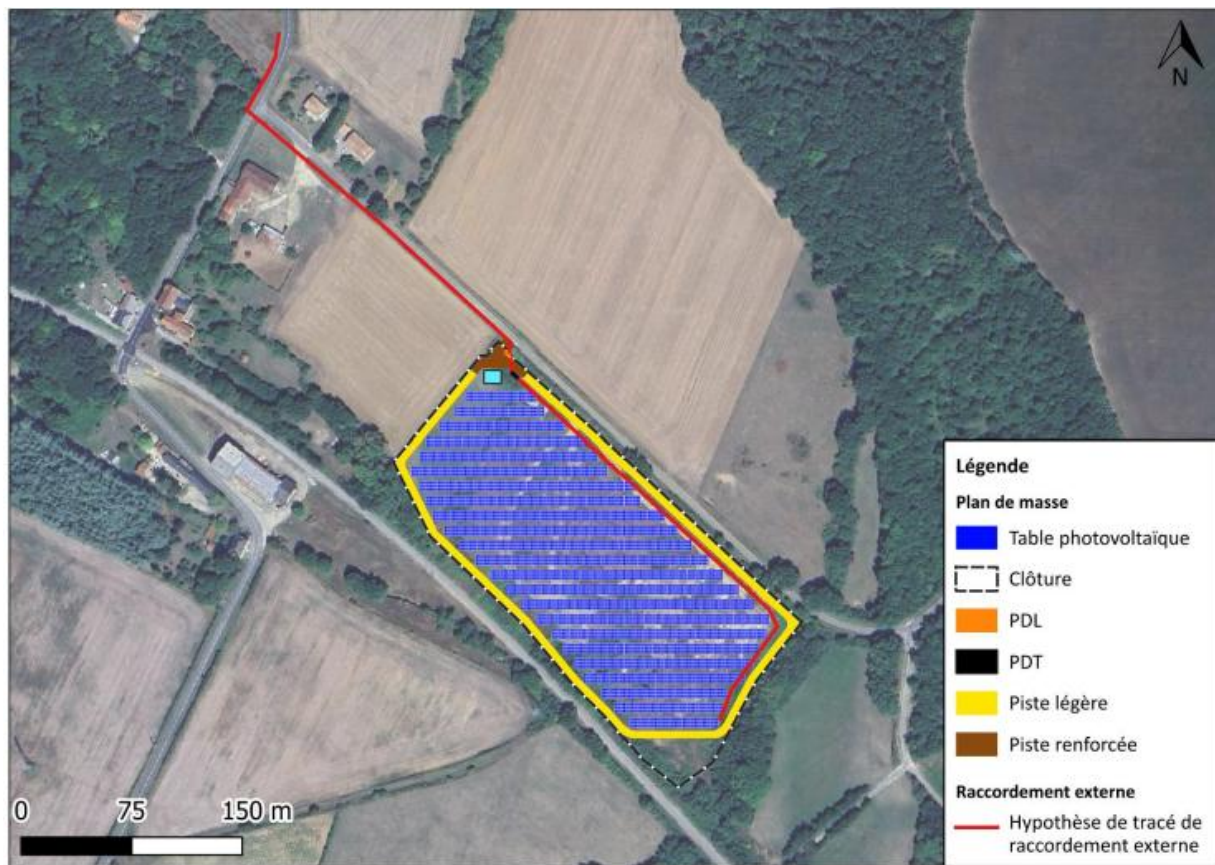 N
Légende
Plan de masse
Table photovoltaïque
Clôture
PDL
PDT
Piste légère
Piste renforcée
Raccordement externe
Hypothèse de tracé de
raccordement externe
0 75 150 m